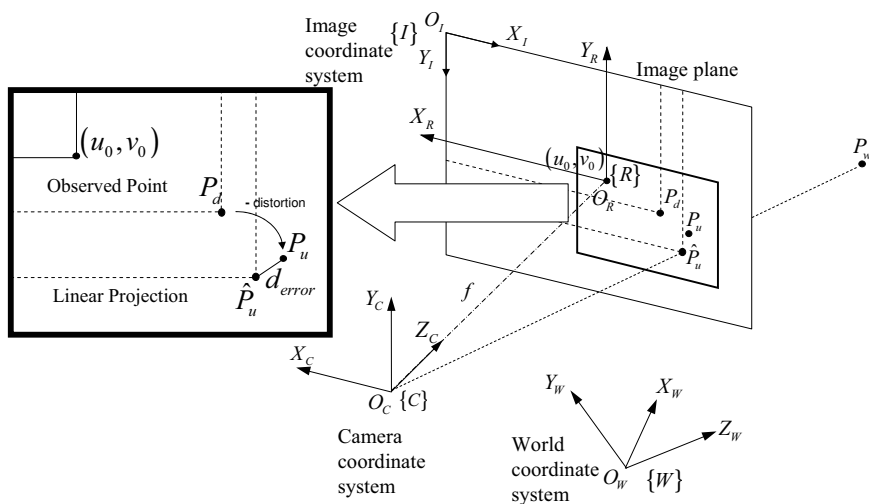 Image
coordinate
system
{I}
O_I
X_I
Y_I
Y_R
Image plane
X_R
(u_0, v_0)
{R}
O_R
P_d
P_u
P̂_u
P_w
(u_0, v_0)
Observed Point
P_d
- distortion
P_u
Linear Projection
P̂_u
d_error
f
Y_C
Z_C
X_C
O_C
{C}
Camera
coordinate
system
Y_W
X_W
Z_W
World
coordinate
system
O_W
{W}